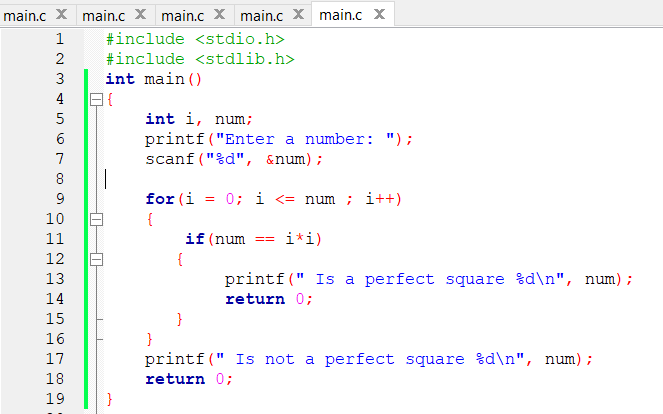 main.c X main.c X main.c X main.c X main.c X
1 #include <stdio.h>
2 #include <stdlib.h>
3 int main()
4 {
5 int i, num;
6 printf("Enter a number: ");
7 scanf("%d", &num);
8
9 for(i = 0; i <= num ; i++)
10 {
11 if(num == i*i)
12 {
13 printf(" Is a perfect square %d\n", num);
14 return 0;
15 }
16 }
17 printf(" Is not a perfect square %d\n", num);
18 return 0;
19 }